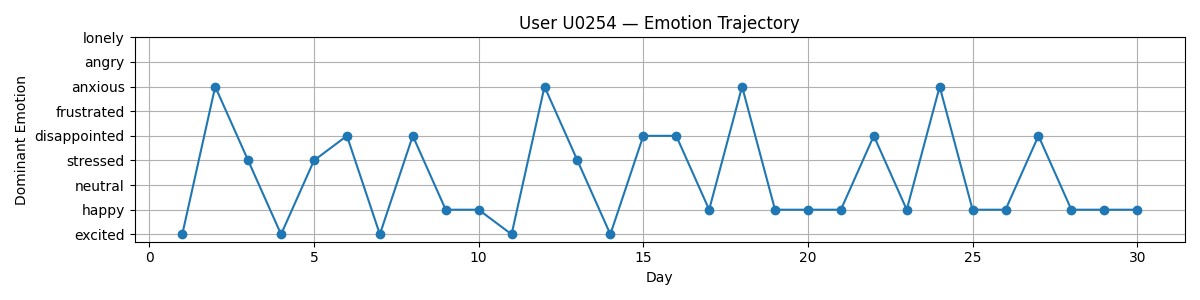 User U0254 — Emotion Trajectory
Dominant Emotion
lonely
angry
anxious
frustrated
disappointed
stressed
neutral
happy
excited
0 5 10 15 20 25 30
Day